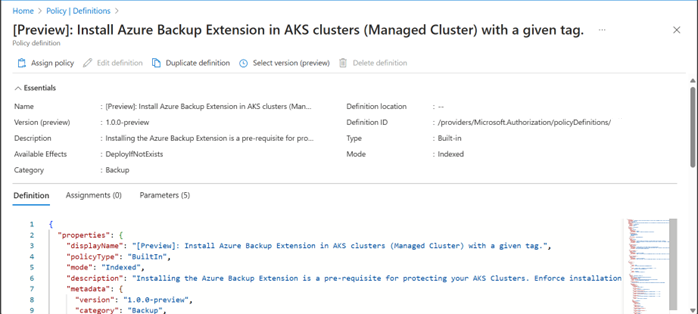 Home > Policy | Definitions >
[Preview]: Install Azure Backup Extension in AKS clusters (Managed Cluster) with a given tag. ...
Policy definition
Assign policy Edit definition Duplicate definition Select version (preview) Delete definition
Essentials
Name : [Preview]: Install Azure Backup Extension in AKS clusters (Man... Definition location : --
Version (preview) : 1.0.0-preview Definition ID : /providers/Microsoft.Authorization/policyDefinitions/
Description : Installing the Azure Backup Extension is a pre-requisite for pro... Type : Built-in
Available Effects : DeployIfNotExists Mode : Indexed
Category : Backup
Definition Assignments (0) Parameters (5)
1 {
2 "properties": {
3 "displayName": "[Preview]: Install Azure Backup Extension in AKS clusters (Managed Cluster) with a given tag.",
4 "policyType": "BuiltIn",
5 "mode": "Indexed",
6 "description": "Installing the Azure Backup Extension is a pre-requisite for protecting your AKS Clusters. Enforce installation
7 "metadata": {
8 "version": "1.0.0-preview",
9 "category": "Backup",